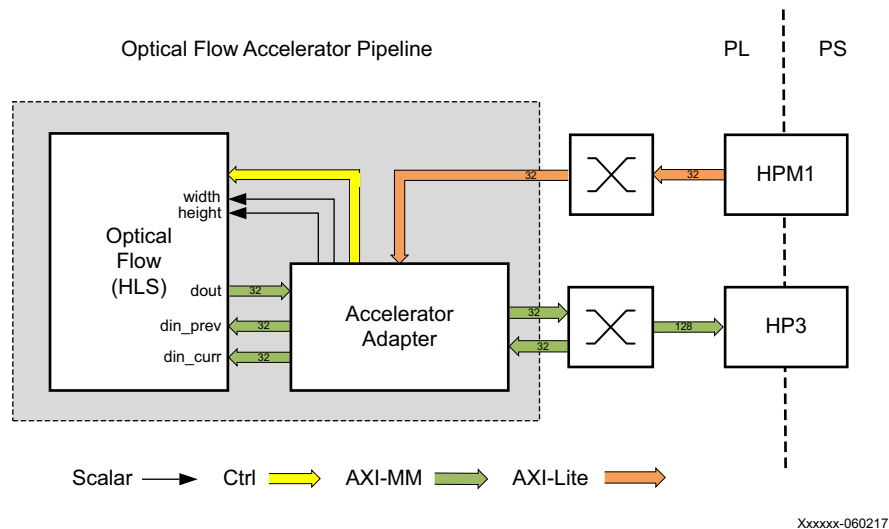 Optical Flow Accelerator Pipeline
PL
PS
width
height
Optical
Flow
(HLS)
dout
din_prev
din_curr
32
32
32
Accelerator
Adapter
32
32
HPM1
32
32
128
HP3
Scalar
Ctrl
AXI-MM
AXI-Lite
Xxxxxx-060217